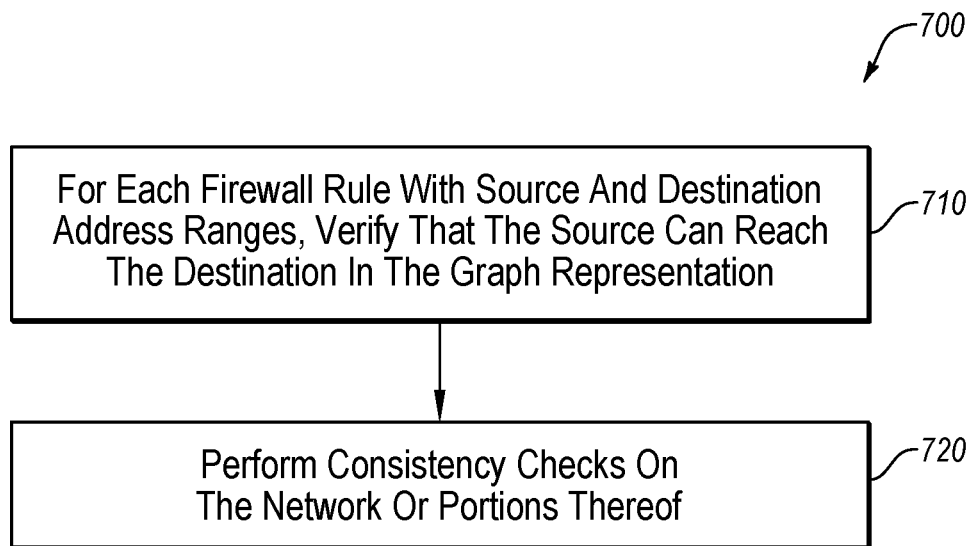 700
For Each Firewall Rule With Source And Destination
Address Ranges, Verify That The Source Can Reach
The Destination In The Graph Representation
710
Perform Consistency Checks On
The Network Or Portions Thereof
720